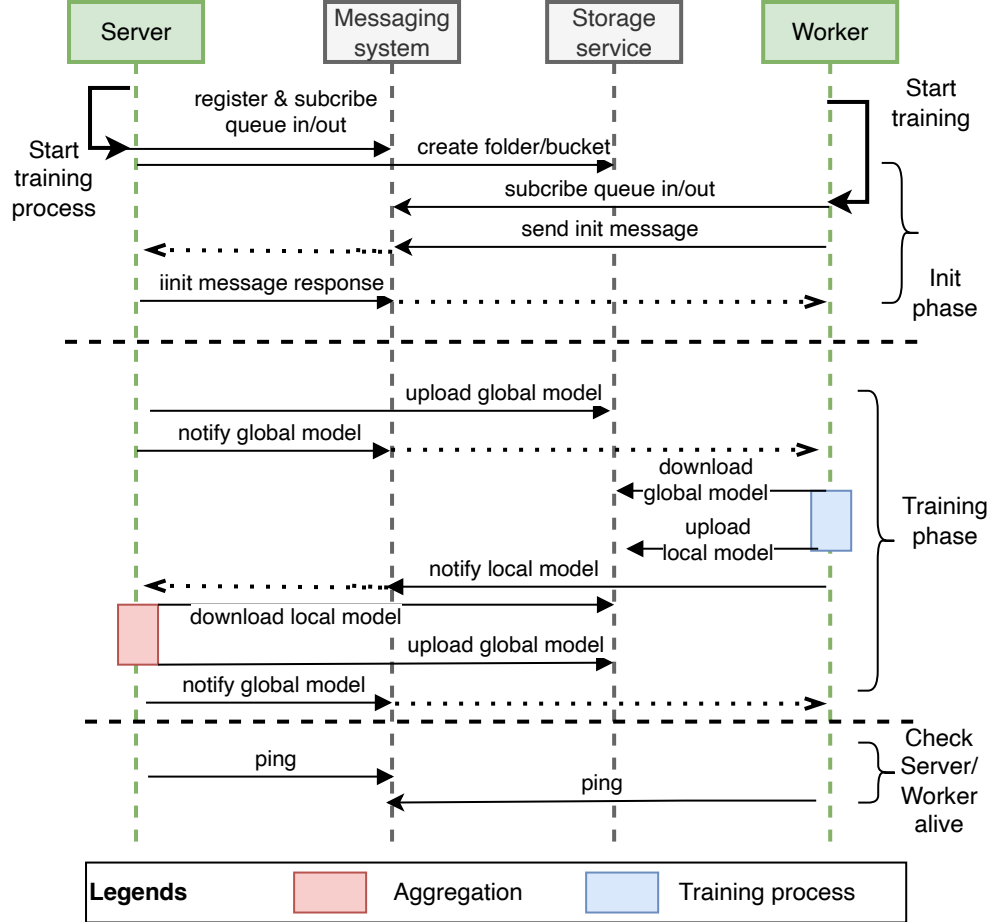 Server
Messaging
system
Storage
service
Worker
register & subcribe
queue in/out
Start
training
Start
training
process
create folder/bucket
subcribe queue in/out
send init message
iinit message response
Init
phase
upload global model
notify global model
download
global model
upload
local model
Training
phase
notify local model
download local model
upload global model
notify global model
ping
ping
Check
Server/
Worker
alive
Legends
Aggregation
Training process